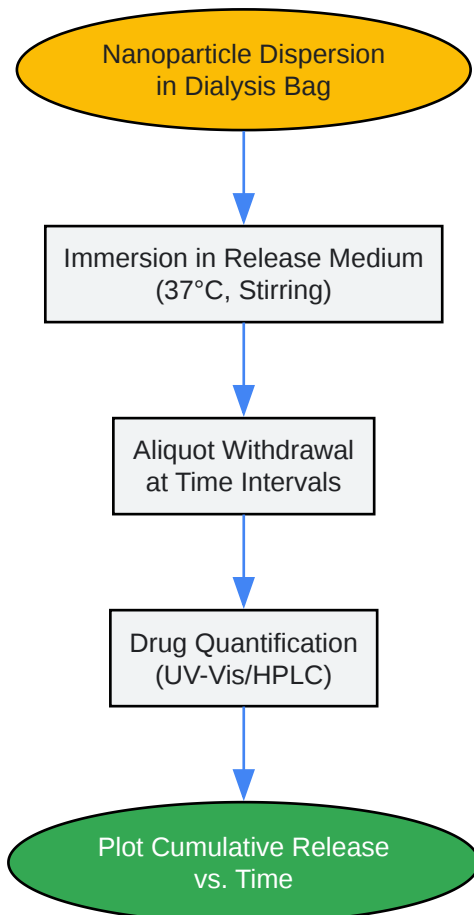 Nanoparticle Dispersion
in Dialysis Bag
Immersion in Release Medium
(37°C, Stirring)
Aliquot Withdrawal
at Time Intervals
Drug Quantification
(UV-Vis/HPLC)
Plot Cumulative Release
vs. Time